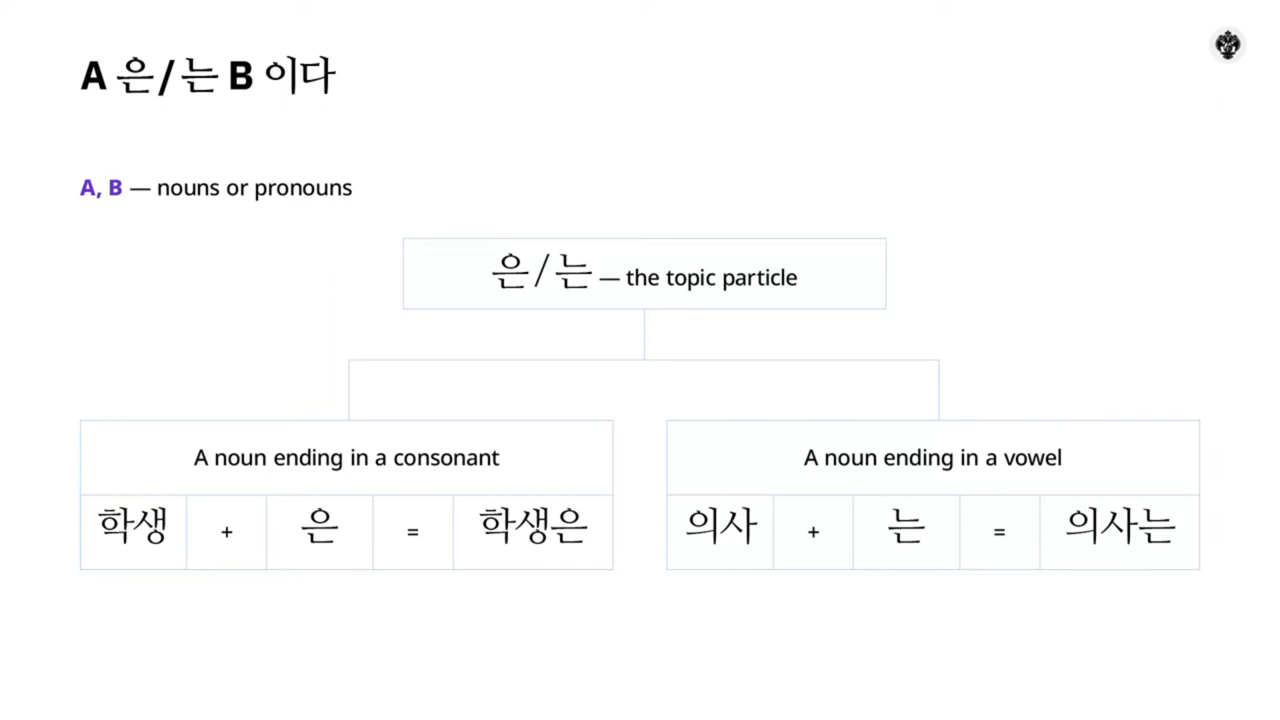 A 은/는 B 이다
A, B — nouns or pronouns
은/는 — the topic particle
A noun ending in a consonant
학생 + 은 = 학생은
A noun ending in a vowel
의사 + 는 = 의사는